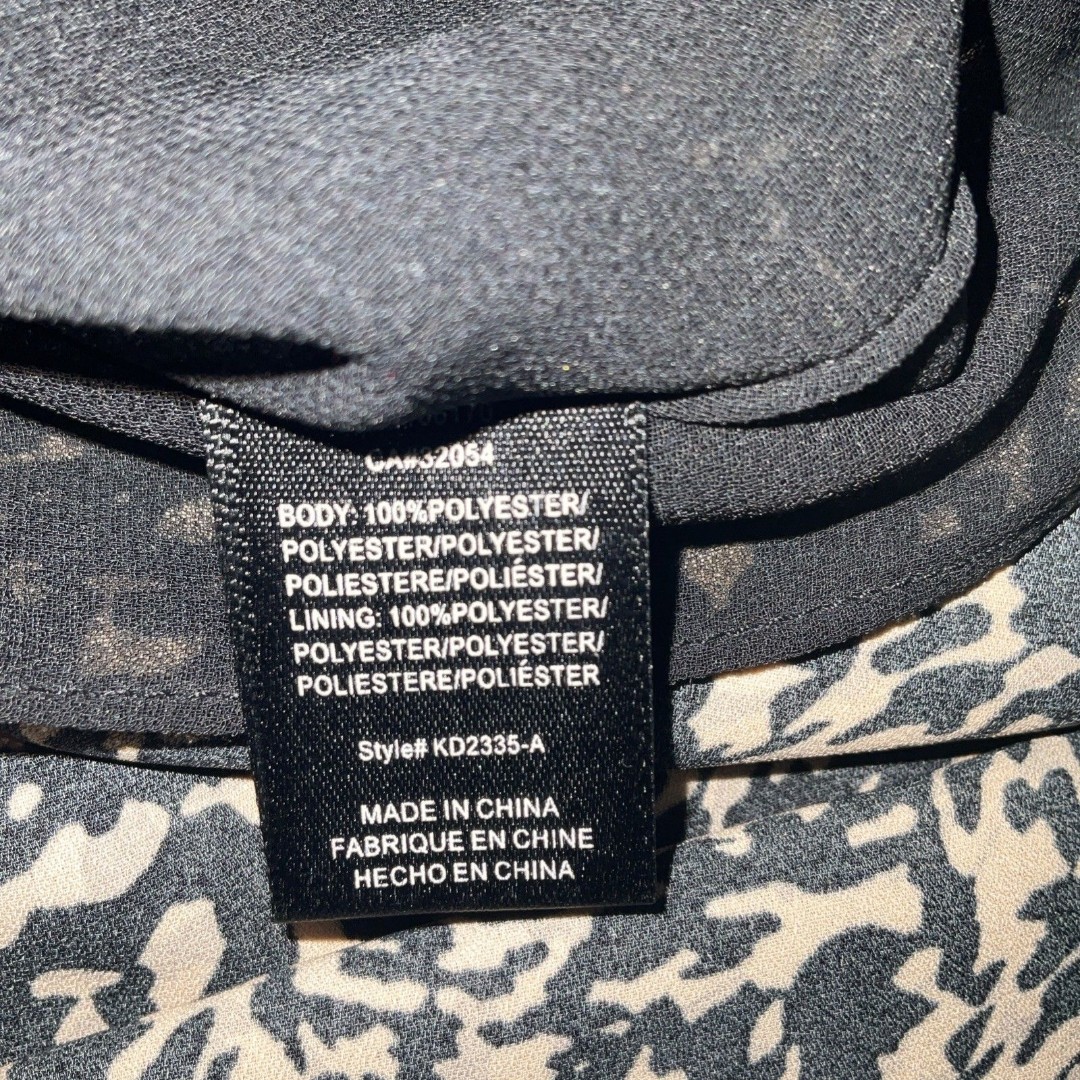 CA#32054
BODY: 100%POLYESTER/
POLYESTER/POLYESTER/
POLIESTERE/POLIÉSTER/
LINING: 100%POLYESTER/
POLYESTER/POLYESTER/
POLIESTERE/POLIÉSTER
Style# KD2335-A
MADE IN CHINA
FABRIQUE EN CHINE
HECHO EN CHINA